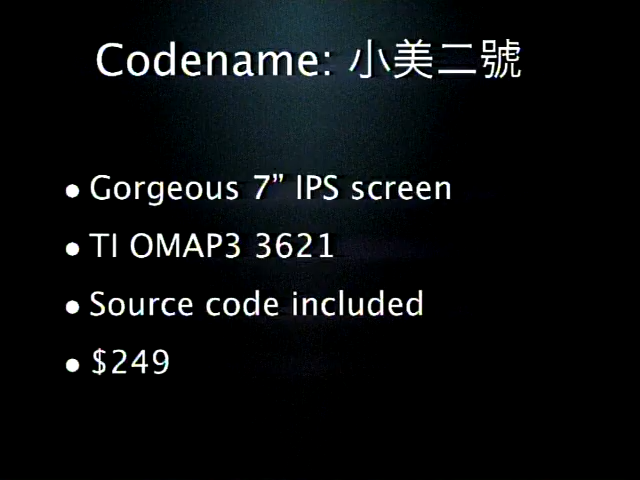 Codename: 小美二號
• Gorgeous 7” IPS screen
• TI OMAP3 3621
• Source code included
• $249